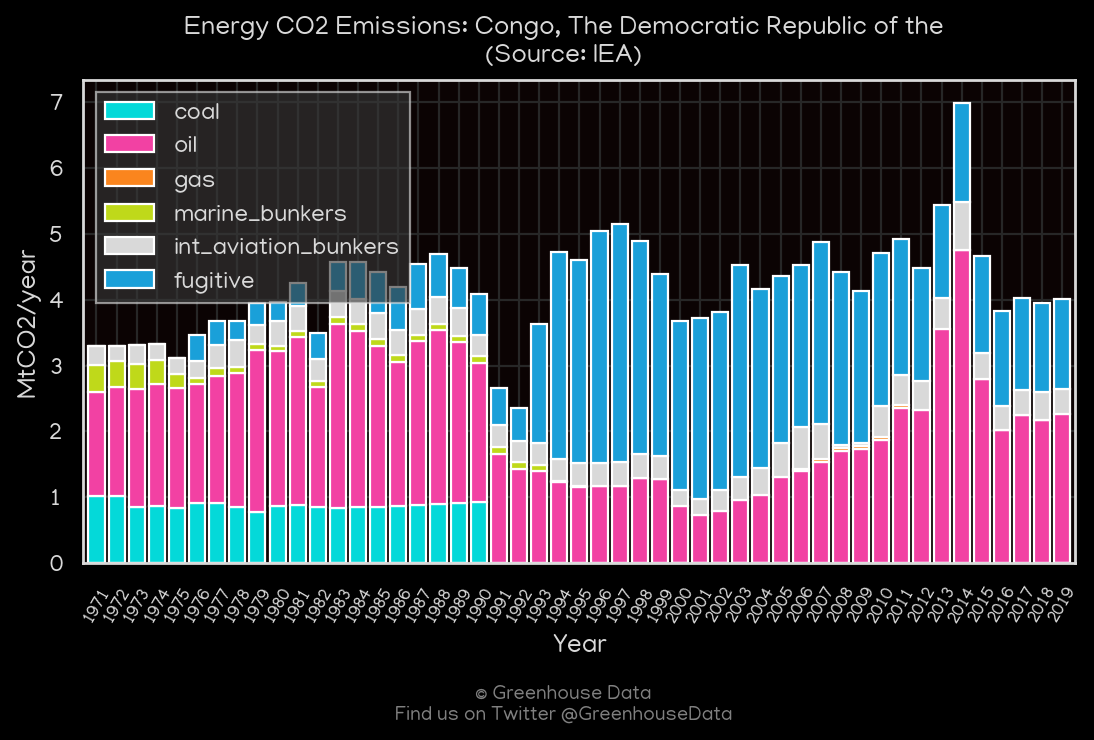 Energy CO2 Emissions: Congo, The Democratic Republic of the
(Source: IEA)
coal
oil
gas
marine_bunkers
int_aviation_bunkers
fugitive
MtCO2/year
7
6
5
4
3
2
1
0
1971 1972 1973 1974 1975 1976 1977 1978 1979 1980 1981 1982 1983 1984 1985 1986 1987 1988 1989 1990 1991 1992 1993 1994 1995 1996 1997 1998 1999 2000 2001 2002 2003 2004 2005 2006 2007 2008 2009 2010 2011 2012 2013 2014 2015 2016 2017 2018 2019
Year
© Greenhouse Data
Find us on Twitter @GreenhouseData